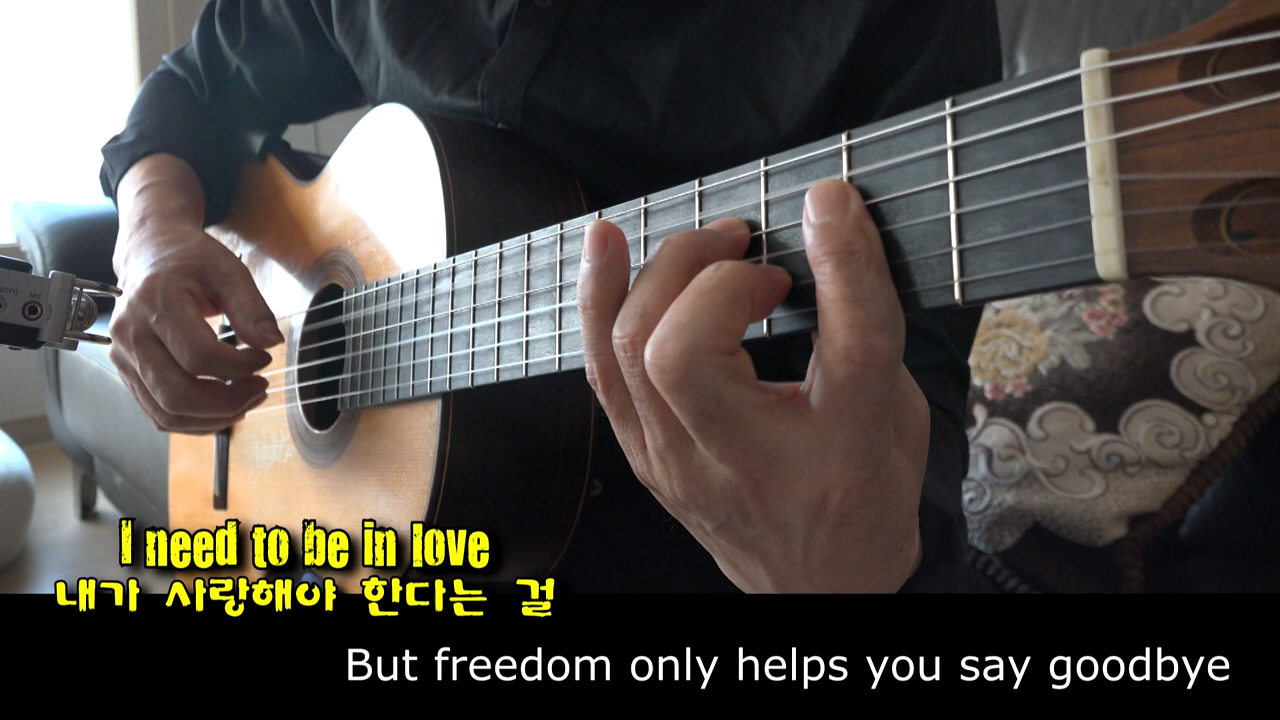 MIC
I need to be in love
내가 사랑해야 한다는 걸
But freedom only helps you say goodbye